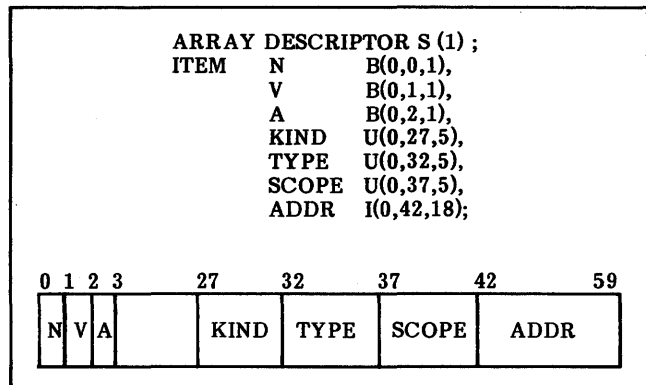 ARRAY DESCRIPTOR S (1) ;
ITEM N B(0,0,1),
V B(0,1,1),
A B(0,2,1),
KIND U(0,27,5),
TYPE U(0,32,5),
SCOPE U(0,37,5),
ADDR I(0,42,18);
0 1 2 3 27 32 37 42 59
N V A KIND TYPE SCOPE ADDR